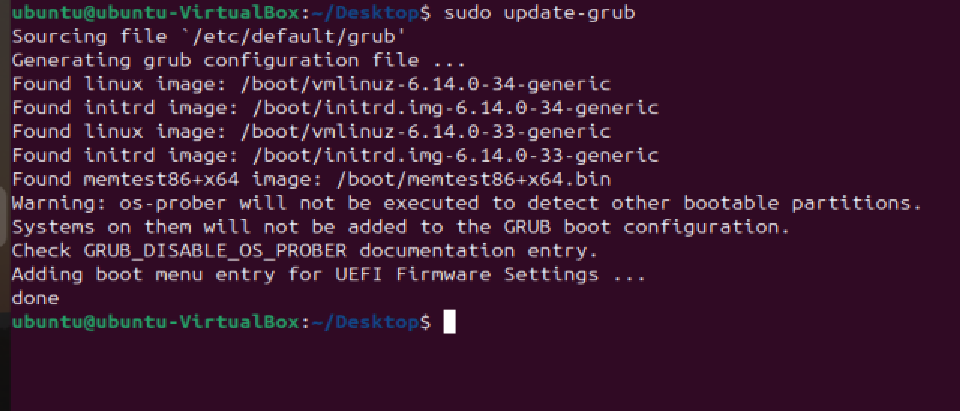 ubuntu@ubuntu-VirtualBox:~/Desktop$ sudo update-grub
Sourcing file `/etc/default/grub'
Generating grub configuration file ...
Found linux image: /boot/vmlinuz-6.14.0-34-generic
Found initrd image: /boot/initrd.img-6.14.0-34-generic
Found linux image: /boot/vmlinuz-6.14.0-33-generic
Found initrd image: /boot/initrd.img-6.14.0-33-generic
Found memtest86+x64 image: /boot/memtest86+x64.bin
Warning: os-prober will not be executed to detect other bootable partitions.
Systems on them will not be added to the GRUB boot configuration.
Check GRUB_DISABLE_OS_PROBER documentation entry.
Adding boot menu entry for UEFI Firmware Settings ...
done
ubuntu@ubuntu-VirtualBox:~/Desktop$